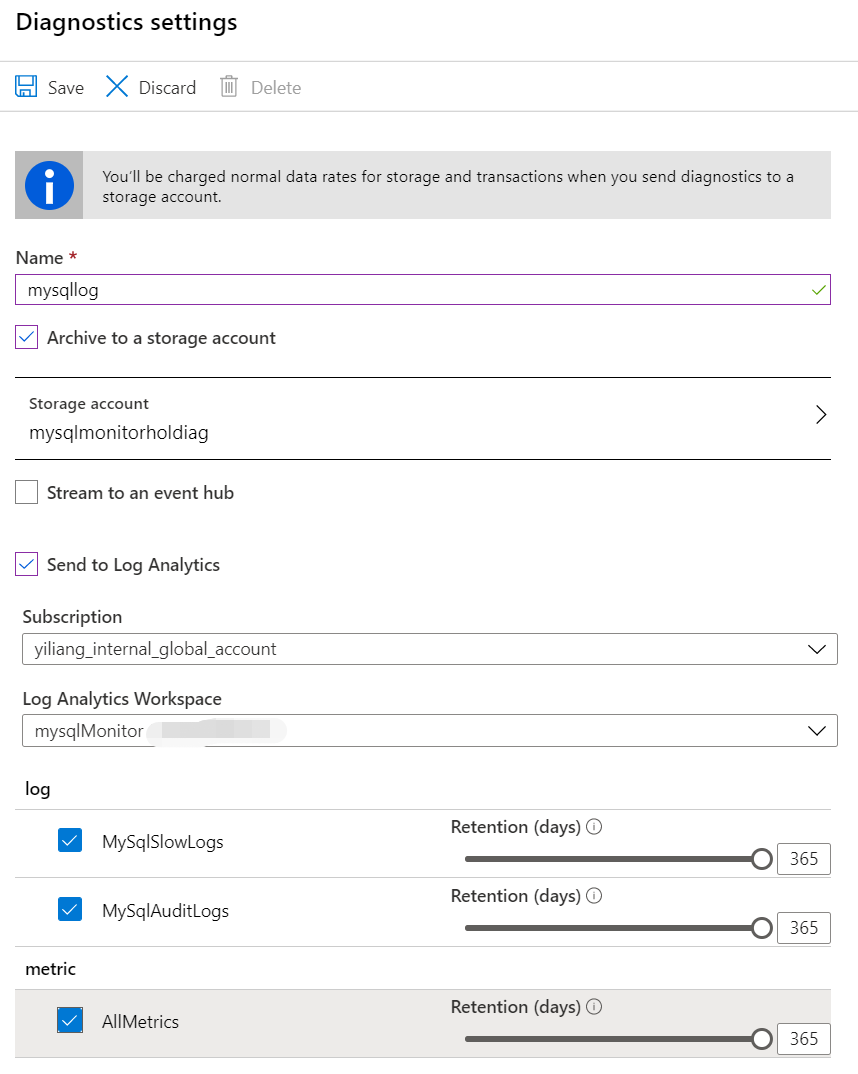 Diagnostics settings
Save Discard Delete
You'll be charged normal data rates for storage and transactions when you send diagnostics to a
storage account.
Name *
mysqllog
Archive to a storage account
Storage account
mysqlmonitorholdiag
Stream to an event hub
Send to Log Analytics
Subscription
yiliang_internal_global_account
Log Analytics Workspace
mysqlMonitor
log
Retention (days)
MySqlSlowLogs
365
Retention (days)
MySqlAuditLogs
365
metric
Retention (days)
AllMetrics
365